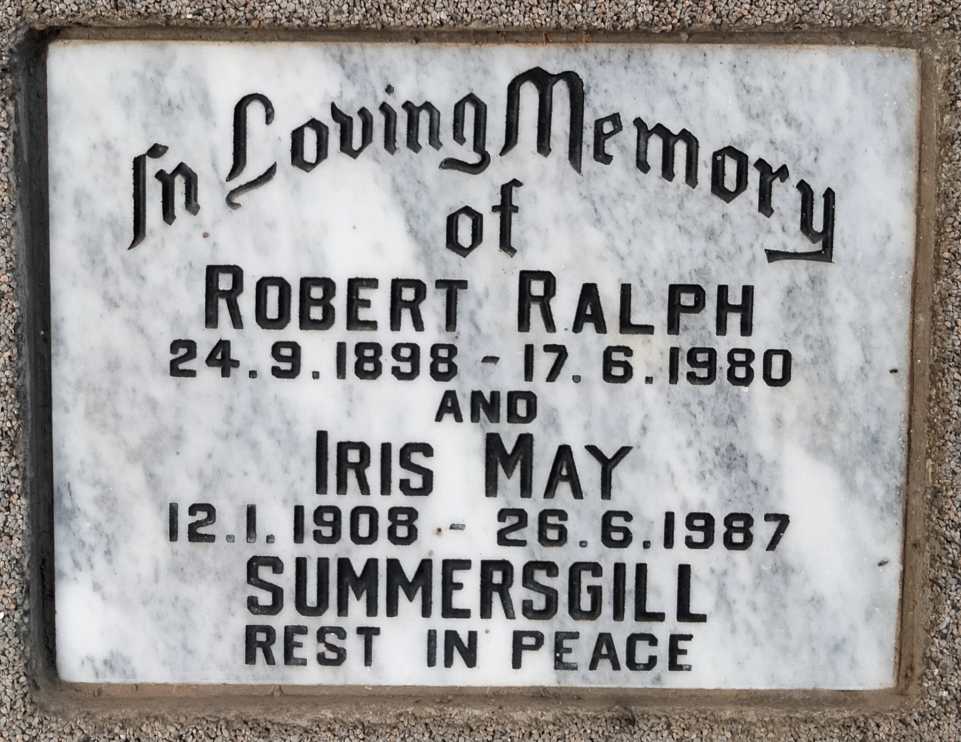 In Loving Memory
of
ROBERT RALPH
24.9.1898 - 17.6.1980
AND
IRIS MAY
12.1.1908 - 26.6.1987
SUMMERSGILL
REST IN PEACE